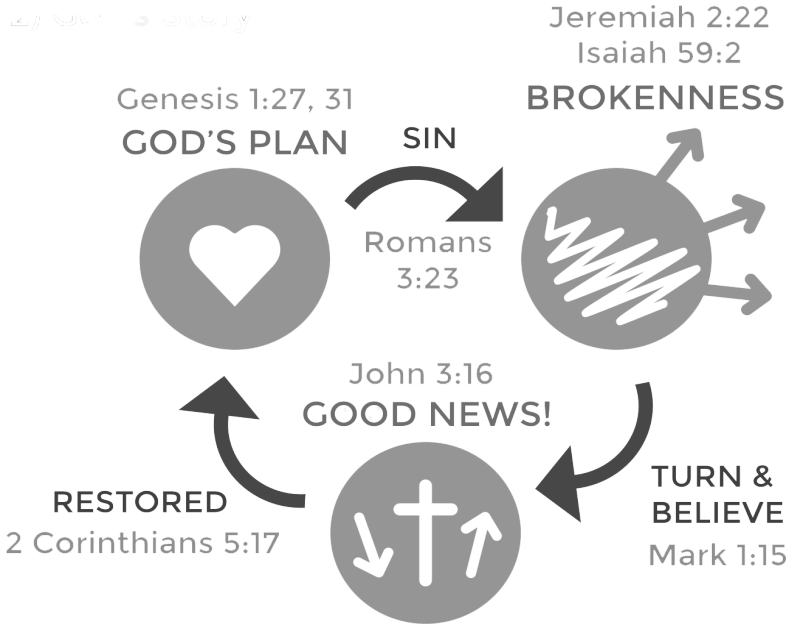 Jeremiah 2:22
Isaiah 59:2
BROKENNESS
Genesis 1:27, 31
GOD'S PLAN
SIN
Romans
3:23
John 3:16
GOOD NEWS!
TURN &
BELIEVE
Mark 1:15
RESTORED
2 Corinthians 5:17